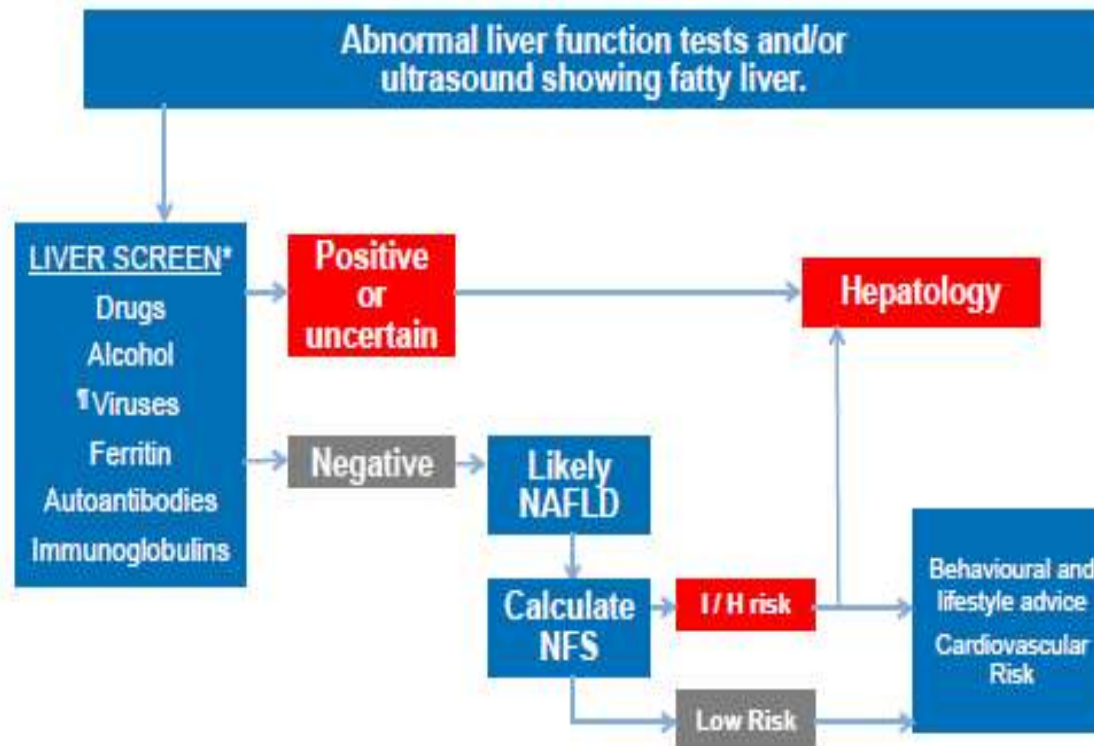 Abnormal liver function tests and/or
ultrasound showing fatty liver.
LIVER SCREEN*
Drugs
Alcohol
¶Viruses
Ferritin
Autoantibodies
Immunoglobulins
Positive
or
uncertain
Hepatology
Negative
Likely
NAFLD
Calculate
NFS
I / H risk
Low Risk
Behavioural and
lifestyle advice
Cardiovascular
Risk